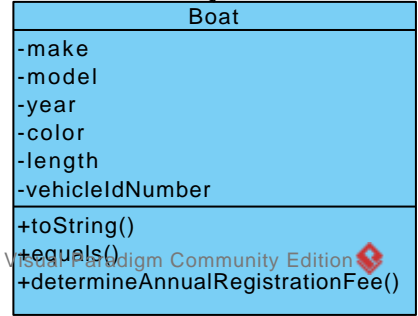 Boat
-make
-model
-year
-color
-length
-vehicleIdNumber
+toString()
+equals()
Visual Paradigm Community Edition
+determineAnnualRegistrationFee()